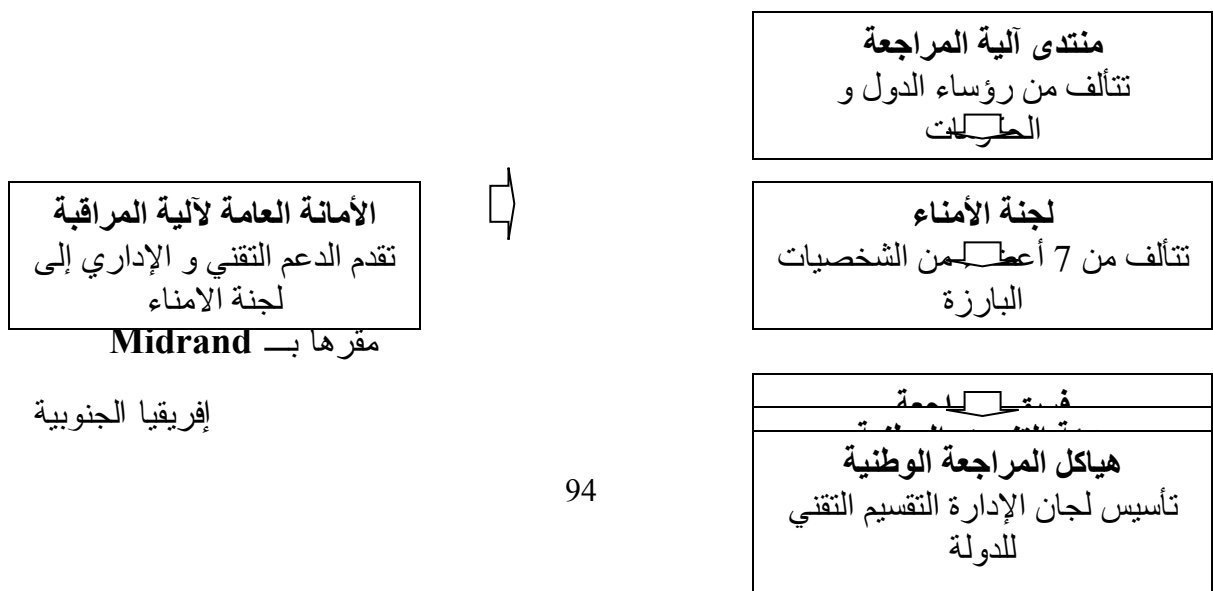 منتدى آلية المراجعة
تتألف من رؤساء الدول و
الأمانة العامة لآلية المراقبة
تقدم الدعم التقني و الإداري إلى
لجنة الامناء
مقرها بـــ Midrand
إفريقيا الجنوبية
لجنة الأمناء
تتألف من 7 من الشخصيات
البارزة
هياكل المراجعة الوطنية
تأسيس لجان الإدارة التقسيم التقني
للدولة
94